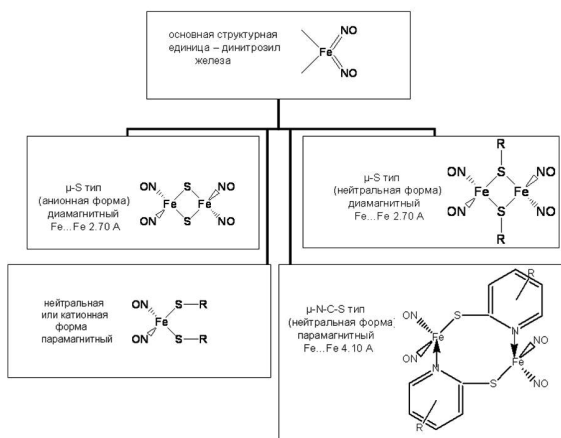 основная структурная
единица – динитрозил
железа
NO
Fe
NO
μ-S тип
(анионная форма)
диамагнитный
Fe...Fe 2.70 A
ON S NO
Fe Fe
ON S NO
μ-S тип
(нейтральная форма)
диамагнитный
Fe...Fe 2.70 A
R
ON S NO
Fe Fe
ON S NO
R
нейтральная
или катионная
форма
парамагнитный
ON S–R
Fe
ON S–R
μ-N-C-S тип
(нейтральная форма)
парамагнитный
Fe...Fe 4.10 A
R
ON S
Fe N NO
ON Fe
N S NO
R